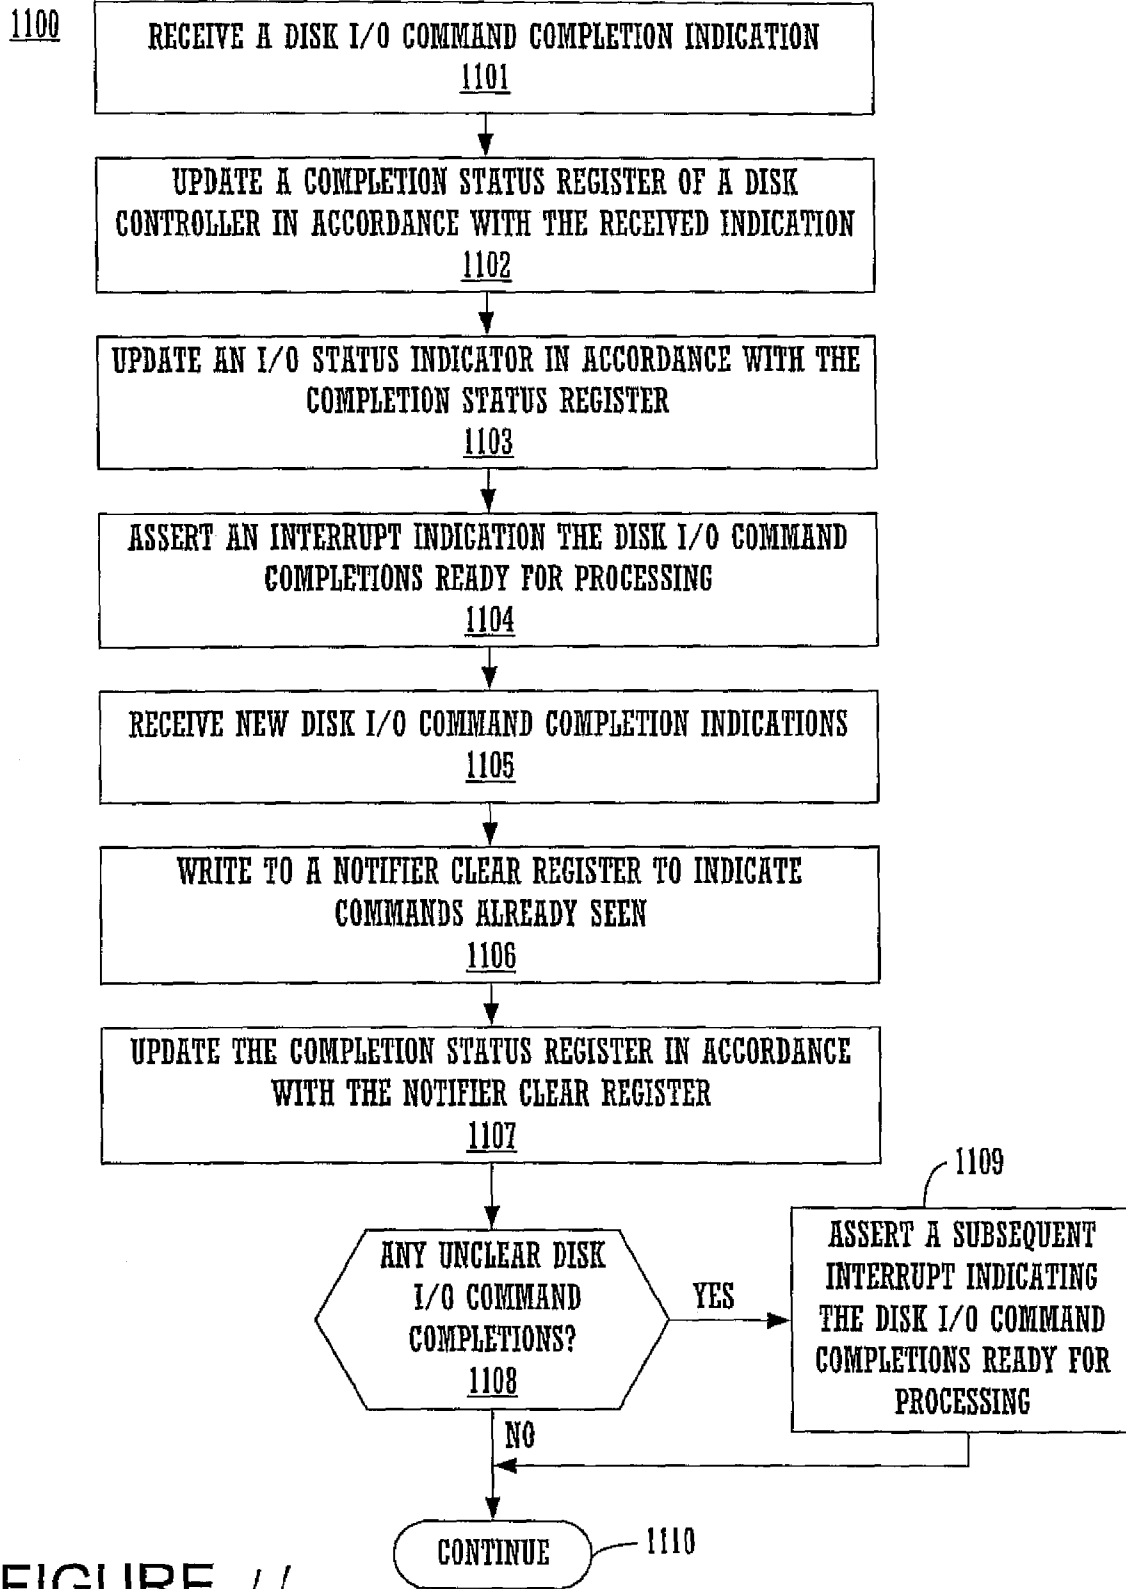 1100
RECEIVE A DISK I/O COMMAND COMPLETION INDICATION
1101
UPDATE A COMPLETION STATUS REGISTER OF A DISK
CONTROLLER IN ACCORDANCE WITH THE RECEIVED INDICATION
1102
UPDATE AN I/O STATUS INDICATOR IN ACCORDANCE WITH THE
COMPLETION STATUS REGISTER
1103
ASSERT AN INTERRUPT INDICATION THE DISK I/O COMMAND
COMPLETIONS READY FOR PROCESSING
1104
RECEIVE NEW DISK I/O COMMAND COMPLETION INDICATIONS
1105
WRITE TO A NOTIFIER CLEAR REGISTER TO INDICATE
COMMANDS ALREADY SEEN
1106
UPDATE THE COMPLETION STATUS REGISTER IN ACCORDANCE
WITH THE NOTIFIER CLEAR REGISTER
1107
ANY UNCLEAR DISK
I/O COMMAND
COMPLETIONS?
1108
YES
1109
ASSERT A SUBSEQUENT
INTERRUPT INDICATING
THE DISK I/O COMMAND
COMPLETIONS READY FOR
PROCESSING
NO
CONTINUE
1110
FIGURE 11